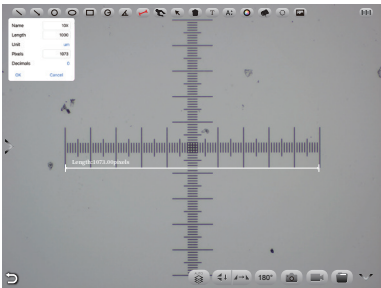 Name 10X
Length 1000
Unit um
Pixels 1073
Decimals 0
OK Cancel
Length:1073.00pixels
180°